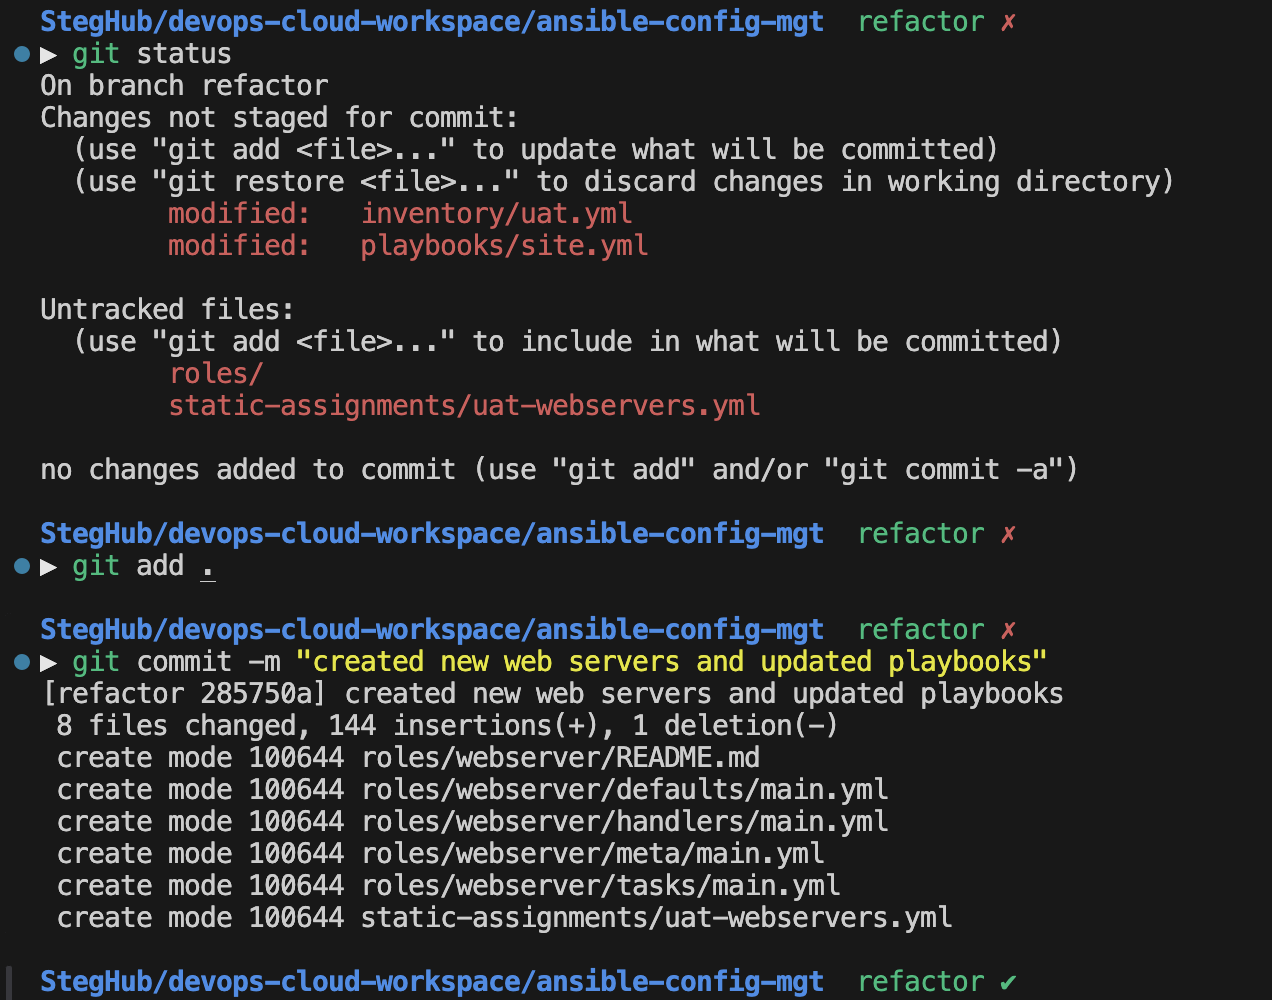 StegHub/devops-cloud-workspace/ansible-config-mgt refactor ✗
▶ git status
On branch refactor
Changes not staged for commit:
  (use "git add <file>..." to update what will be committed)
  (use "git restore <file>..." to discard changes in working directory)
        modified:   inventory/uat.yml
        modified:   playbooks/site.yml

Untracked files:
  (use "git add <file>..." to include in what will be committed)
        roles/
        static-assignments/uat-webservers.yml

no changes added to commit (use "git add" and/or "git commit -a")

StegHub/devops-cloud-workspace/ansible-config-mgt refactor ✗
▶ git add .

StegHub/devops-cloud-workspace/ansible-config-mgt refactor ✗
▶ git commit -m "created new web servers and updated playbooks"
[refactor 285750a] created new web servers and updated playbooks
 8 files changed, 144 insertions(+), 1 deletion(-)
 create mode 100644 roles/webserver/README.md
 create mode 100644 roles/webserver/defaults/main.yml
 create mode 100644 roles/webserver/handlers/main.yml
 create mode 100644 roles/webserver/meta/main.yml
 create mode 100644 roles/webserver/tasks/main.yml
 create mode 100644 static-assignments/uat-webservers.yml

StegHub/devops-cloud-workspace/ansible-config-mgt refactor ✔